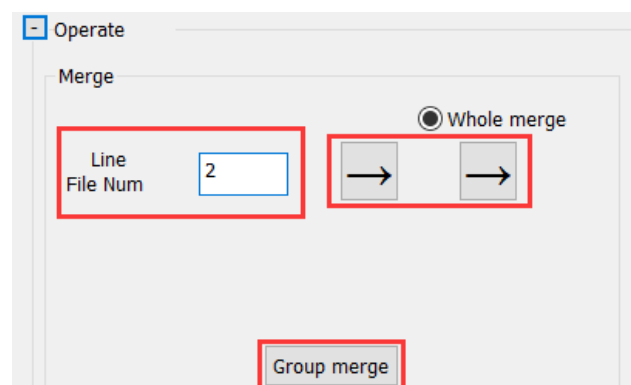 - Operate
Merge
Whole merge
Line
File Num
2
→ →
Group merge